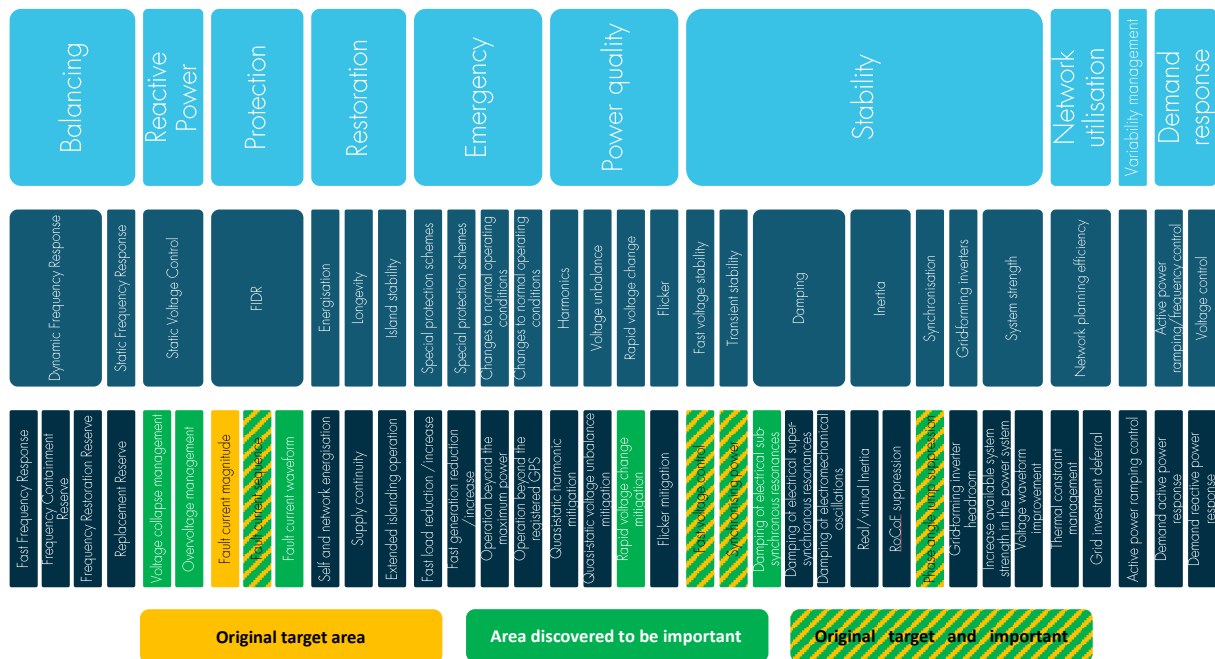 Balancing
Reactive
Power
Protection
Restoration
Emergency
Power quality
Stability
Network
utilisation
Variability management
Demand
response
Dynamic Frequency Response
Static Frequency Response
Static Voltage Control
FIDR
Energisation
Longevity
Island stability
Special protection schemes
Special protection schemes
Changes to normal operating
conditions
Changes to normal operating
conditions
Harmonics
Voltage unbalance
Rapid voltage change
Flicker
Fast voltage stability
Transient stability
Damping
Inertia
Synchronisation
Grid-forming inverters
System strength
Network planning efficiency
Active power
ramping/frequency control
Voltage control
Fast Frequency Response
Frequency Containment
Reserve
Frequency Restoration Reserve
Replacement Reserve
Voltage collapse management
Overvoltage management
Fault current magnitude
Fault current sequence
Fault current waveform
Self and network energisation
Supply continuity
Extended islanding operation
Fast load reduction /increase
Fast generation reduction
/increase
Operation beyond the
maximum power
Operation beyond the
registered GPS
Quasi-static harmonic
mitigation
Quasi-static voltage unbalance
mitigation
Rapid voltage change
mitigation
Flicker mitigation
Fast voltage control
Synchronising power
Damping of electrical sub-
synchronous resonances
Damping of electrical super-
synchronous resonances
Damping of electromechanical
oscillations
Real/virtual Inertia
RoCoF suppression
Phase angle jump suppression
Grid-forming inverter
headroom
Increase available system
strength in the power system
Voltage waveform
improvement
Thermal constraint
management
Grid investment deferral
Active power ramping control
Demand active power
response
Demand reactive power
response
Original target area
Area discovered to be important
Original target and important